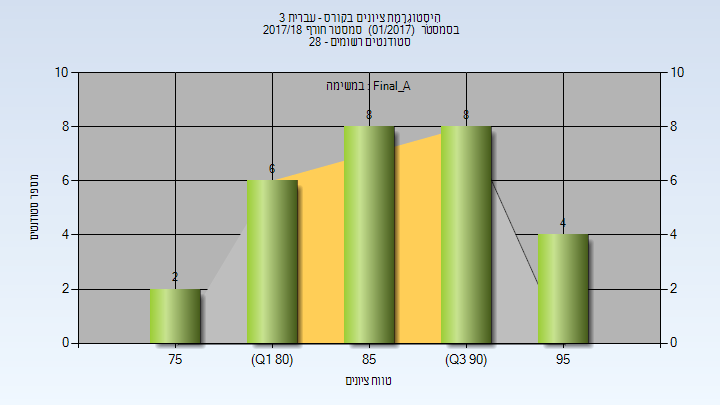 היסטוגרמת ציונים בקורס - עברית 3
בסמסטר (01/2017) סמסטר חורף 2017/18
סטודנטים רשומים - 28
במשימה : Final_A
10 10
8 8
6 6
4 4
2 2
0 0
2 6 8 8 4
מספר סטודנטים
75 (Q1 80) 85 (Q3 90) 95
טווח ציונים